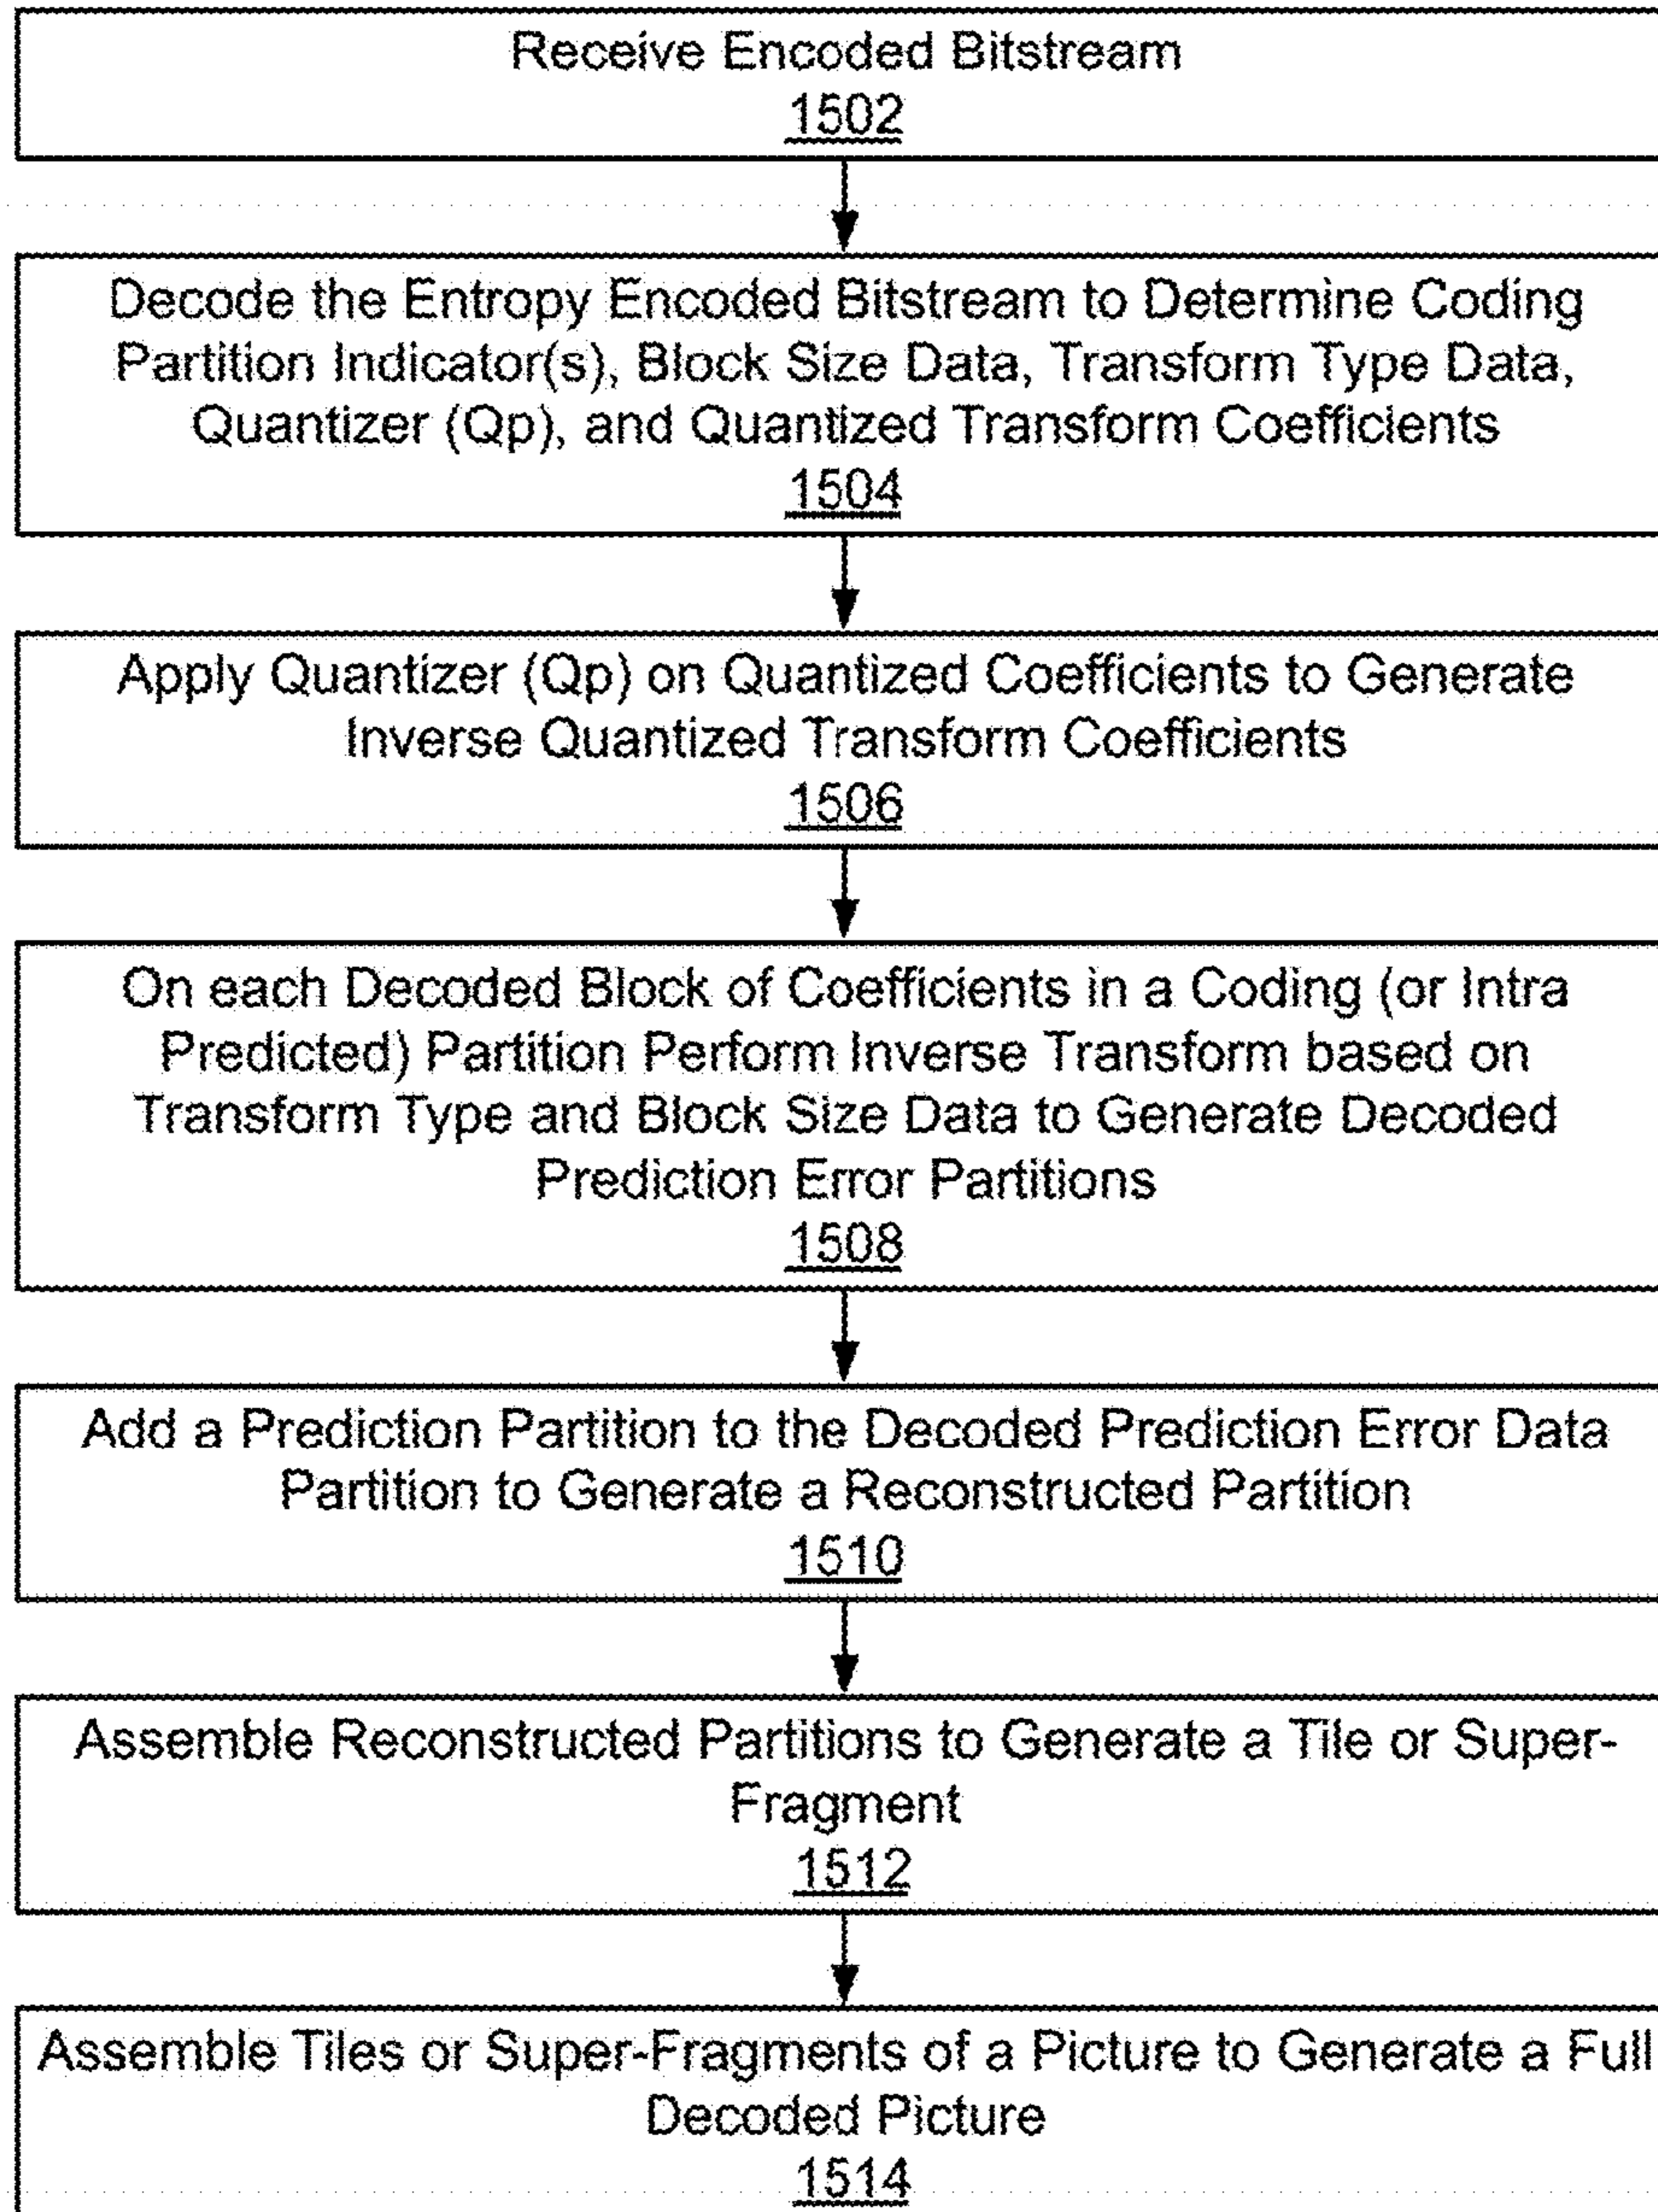 Receive Encoded Bitstream
1502
Decode the Entropy Encoded Bitstream to Determine Coding
Partition Indicator(s), Block Size Data, Transform Type Data,
Quantizer (Qp), and Quantized Transform Coefficients
1504
Apply Quantizer (Qp) on Quantized Coefficients to Generate
Inverse Quantized Transform Coefficients
1506
On each Decoded Block of Coefficients in a Coding (or Intra
Predicted) Partition Perform Inverse Transform based on
Transform Type and Block Size Data to Generate Decoded
Prediction Error Partitions
1508
Add a Prediction Partition to the Decoded Prediction Error Data
Partition to Generate a Reconstructed Partition
1510
Assemble Reconstructed Partitions to Generate a Tile or Super-
Fragment
1512
Assemble Tiles or Super-Fragments of a Picture to Generate a Full
Decoded Picture
1514